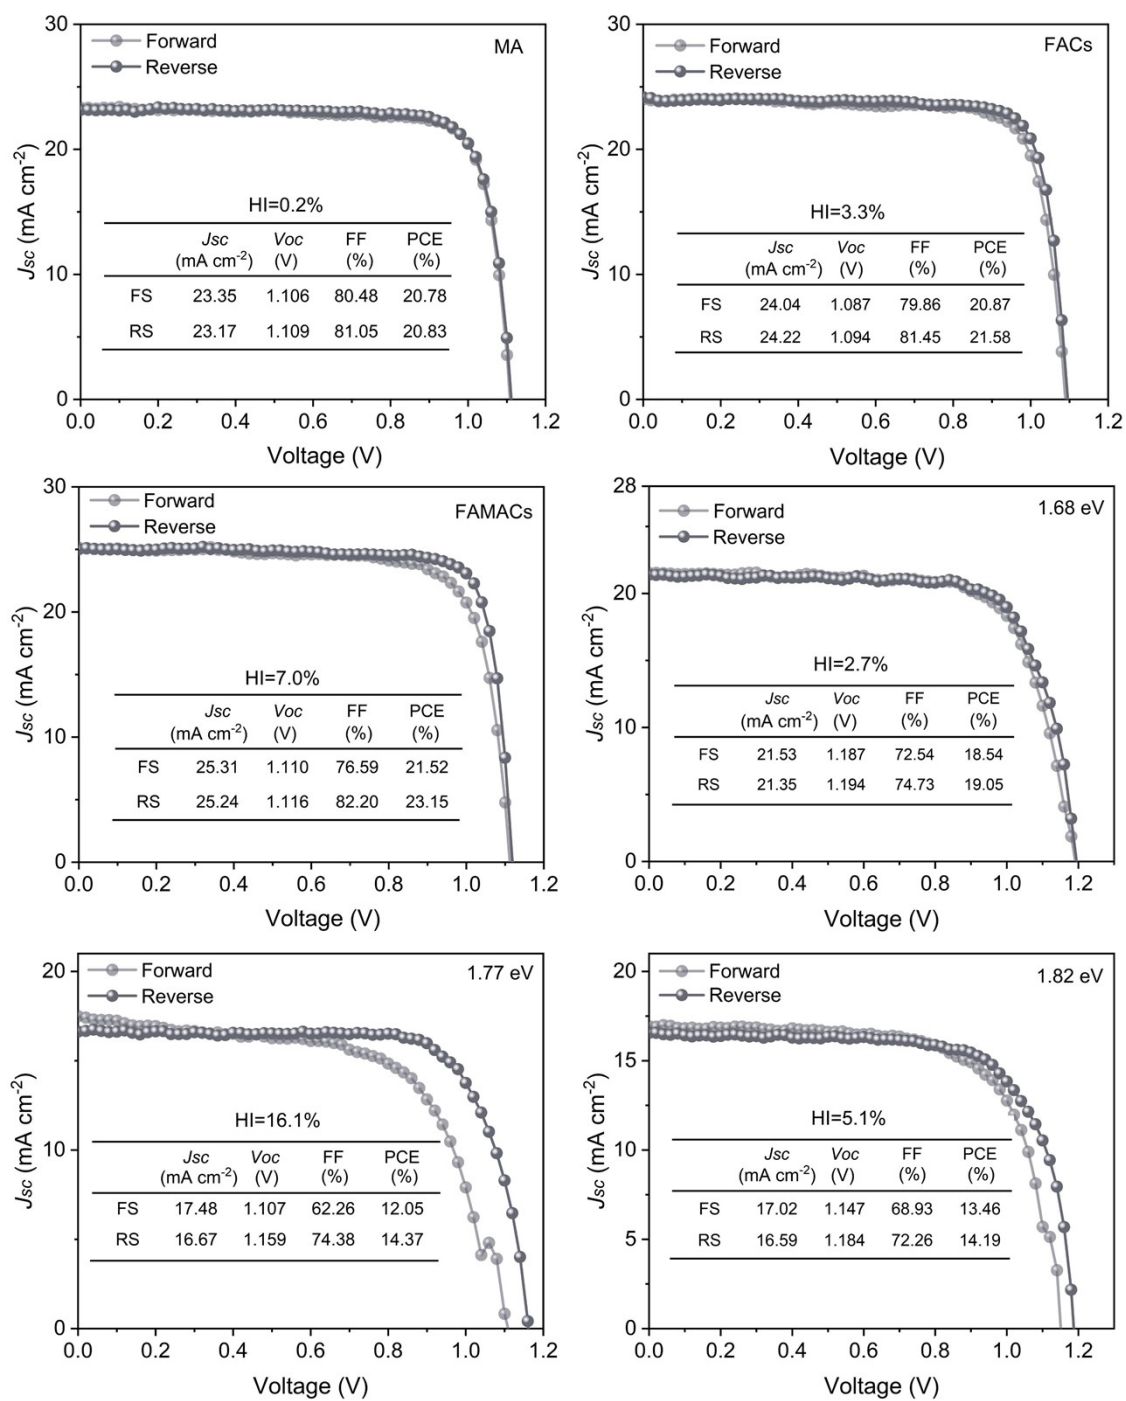 30
Forward
MA
Reverse
20
HI=0.2%
Jsc Voc FF PCE
(mA cm-2) (V) (%) (%)
FS 23.35 1.106 80.48 20.78
RS 23.17 1.109 81.05 20.83
10
0
0.0 0.2 0.4 0.6 0.8 1.0 1.2
Voltage (V)
Jsc (mA cm-2)
30
Forward
FACs
Reverse
20
HI=3.3%
Jsc Voc FF PCE
(mA cm-2) (V) (%) (%)
FS 24.04 1.087 79.86 20.87
RS 24.22 1.094 81.45 21.58
10
0
0.0 0.2 0.4 0.6 0.8 1.0 1.2
Voltage (V)
Jsc (mA cm-2)
30
Forward
FAMACs
Reverse
20
HI=7.0%
Jsc Voc FF PCE
(mA cm-2) (V) (%) (%)
FS 25.31 1.110 76.59 21.52
RS 25.24 1.116 82.20 23.15
10
0
0.0 0.2 0.4 0.6 0.8 1.0 1.2
Voltage (V)
Jsc (mA cm-2)
28
Forward
1.68 eV
Reverse
20
HI=2.7%
Jsc Voc FF PCE
(mA cm-2) (V) (%) (%)
FS 21.53 1.187 72.54 18.54
RS 21.35 1.194 74.73 19.05
10
0
0.0 0.2 0.4 0.6 0.8 1.0 1.2
Voltage (V)
Jsc (mA cm-2)
20
Forward
1.77 eV
Reverse
HI=16.1%
Jsc Voc FF PCE
(mA cm-2) (V) (%) (%)
FS 17.48 1.107 62.26 12.05
RS 16.67 1.159 74.38 14.37
10
0
0.0 0.2 0.4 0.6 0.8 1.0 1.2
Voltage (V)
Jsc (mA cm-2)
20
Forward
1.82 eV
Reverse
15
HI=5.1%
Jsc Voc FF PCE
(mA cm-2) (V) (%) (%)
FS 17.02 1.147 68.93 13.46
RS 16.59 1.184 72.26 14.19
10
5
0
0.0 0.2 0.4 0.6 0.8 1.0 1.2
Voltage (V)
Jsc (mA cm-2)